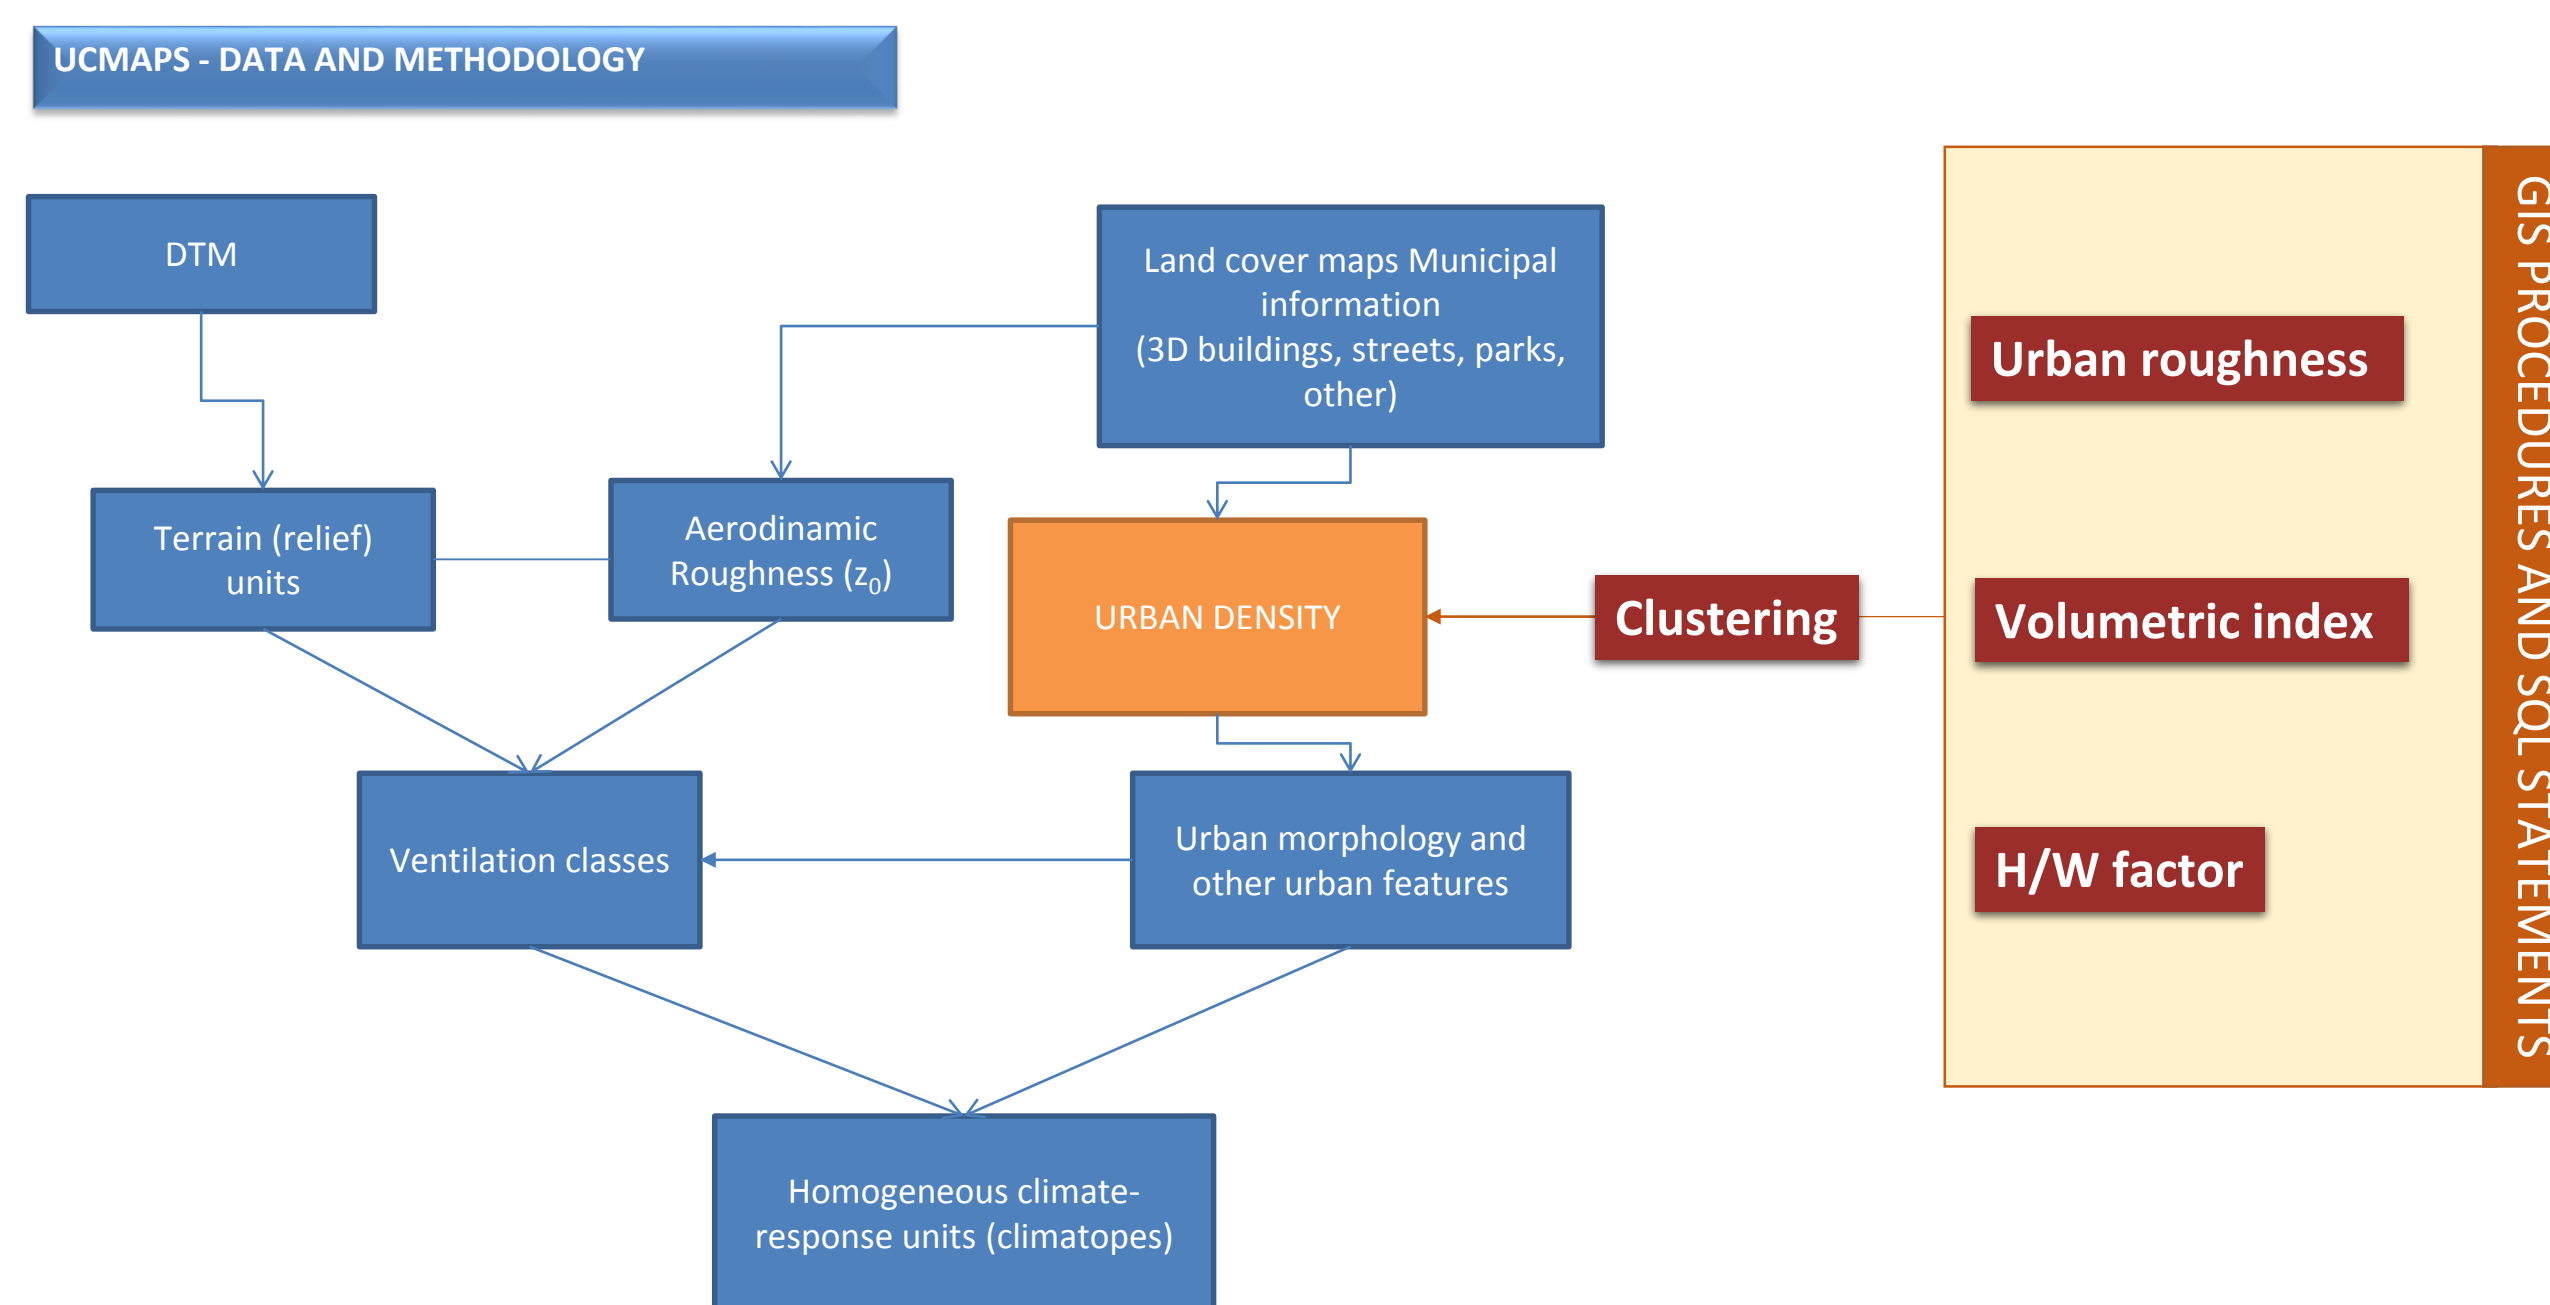 UCMAPS - DATA AND METHODOLOGY
DTM
Land cover maps Municipal
information
(3D buildings, streets, parks,
other)
Terrain (relief)
units
Aerodinamic
Roughness (z₀)
URBAN DENSITY
Clustering
Urban roughness
Volumetric index
H/W factor
GIS PROCEDURES AND SQL STATEMENTS
Ventilation classes
Urban morphology and
other urban features
Homogeneous climate-
response units (climatopes)